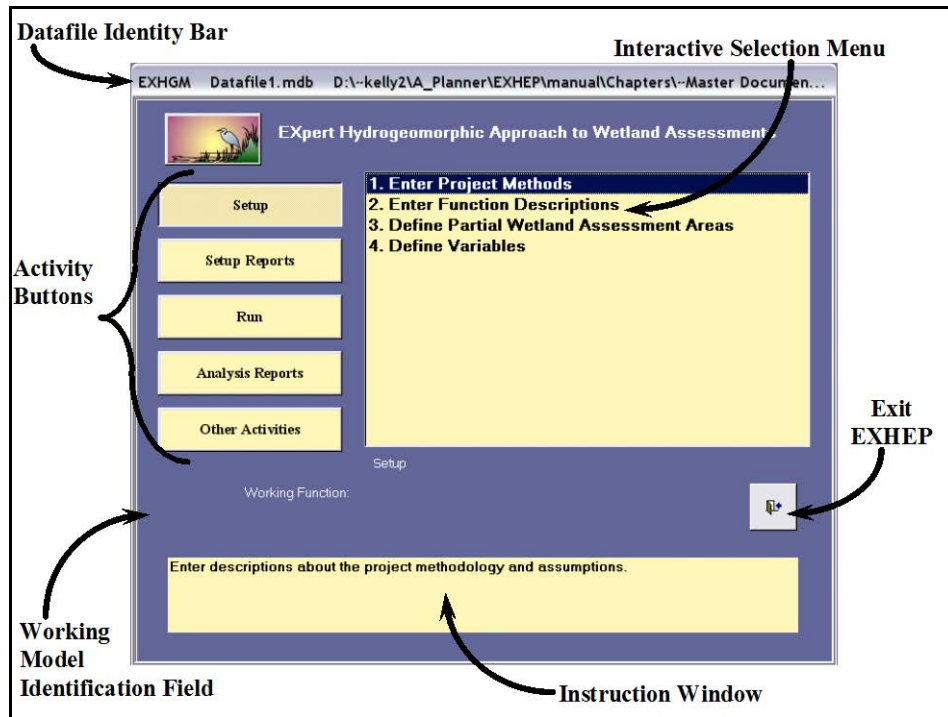 Datafile Identity Bar
Interactive Selection Menu
EXHGM Datafile1.mdb D:\--kelly2\A_Planner\EXHEP\manual\Chapters\--Master Documen...
EXpert Hydrogeomorphic Approach to Wetland Assessments
Activity
Buttons
Setup
Setup Reports
Run
Analysis Reports
Other Activities
1. Enter Project Methods
2. Enter Function Descriptions
3. Define Partial Wetland Assessment Areas
4. Define Variables
Exit
EXHEP
Setup
Working Function:
Enter descriptions about the project methodology and assumptions.
Working
Model
Identification Field
Instruction Window